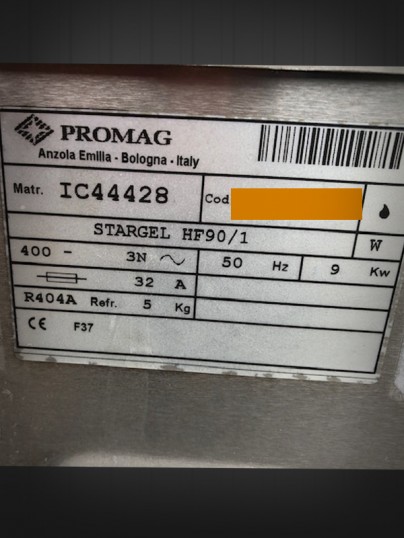 PROMAG
Anzola Emilia - Bologna - Italy
Matr. IC44428 Cod
STARGEL HF90/1 W
400 - 3N ~ 50 Hz 9 Kw
32 A
R404A Refr. 5 Kg
CE F37